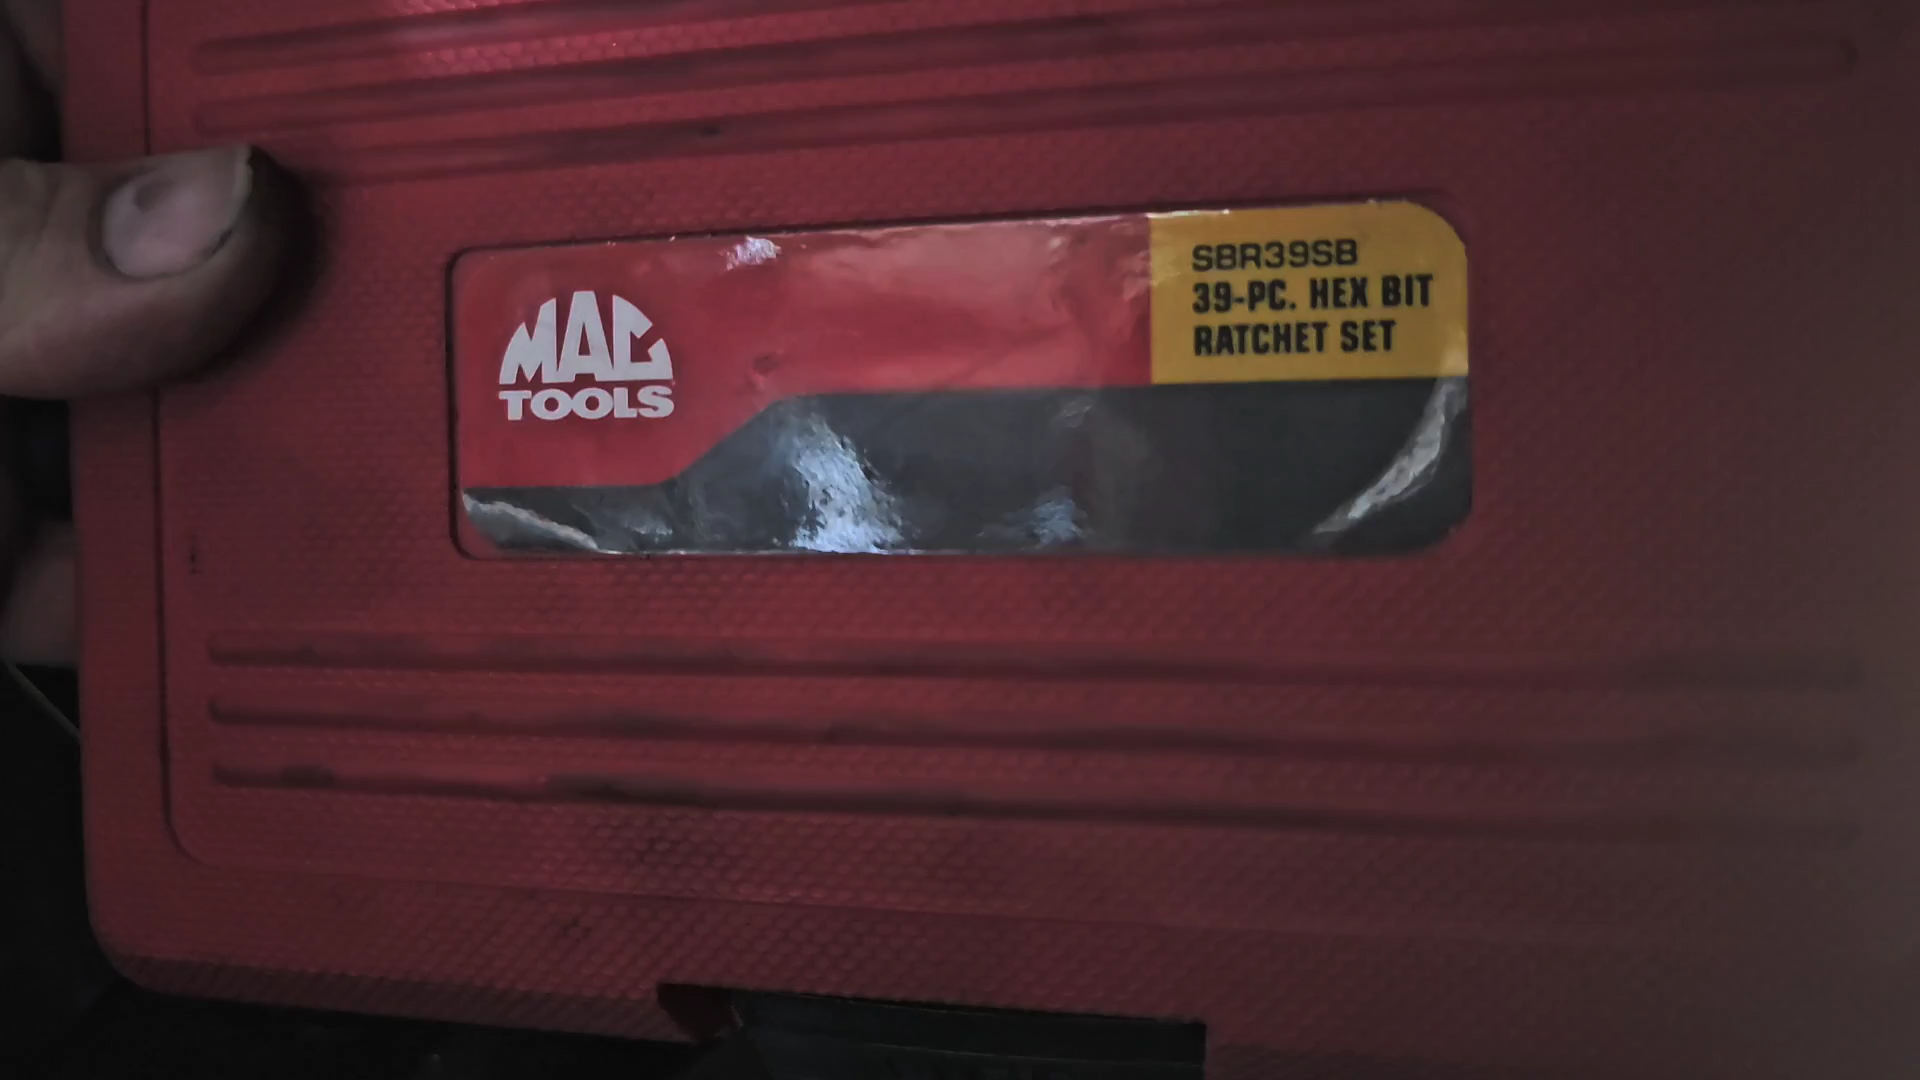 MAC
TOOLS
SBR39SB
39-PC. HEX BIT
RATCHET SET